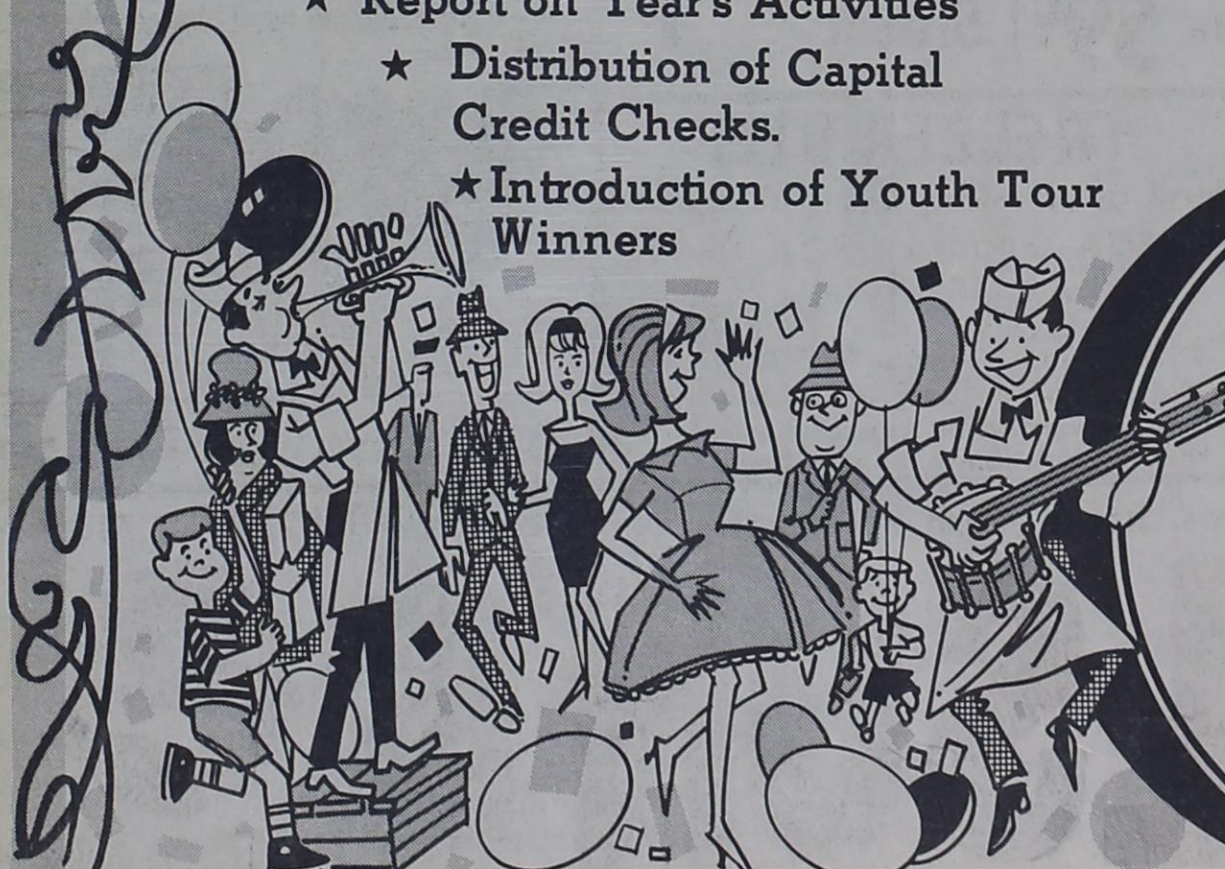 ★ Report on Year's Activities
★ Distribution of Capital
Credit Checks.
★ Introduction of Youth Tour
Winners